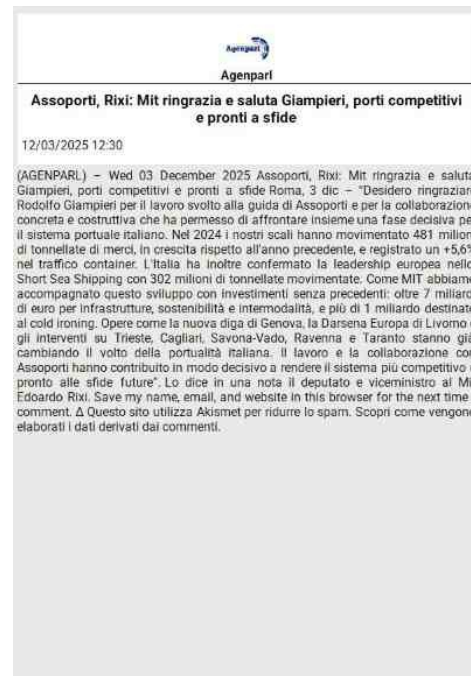 Agenparl
Agenparl
Assoporti, Rixi: Mit ringrazia e saluta Giampieri, porti competitivi
e pronti a sfide
12/03/2025 12:30
(AGENPARL) – Wed 03 December 2025 Assoporti, Rixi: Mit ringrazia e saluta
Giampieri, porti competitivi e pronti a sfide Roma, 3 dic – "Desidero ringraziar
Rodolfo Giampieri per il lavoro svolto alla guida di Assoporti e per la collaborazion
concreta e costruttiva che ha permesso di affrontare insieme una fase decisiva pe
il sistema portuale italiano. Nel 2024 i nostri scali hanno movimentato 481 milion
di tonnellate di merci, in crescita rispetto all'anno precedente, e registrato un +5,6%
nel traffico container. L'Italia ha inoltre confermato la leadership europea nello
Short Sea Shipping con 302 milioni di tonnellate movimentate. Come MIT abbiamo
accompagnato questo sviluppo con investimenti senza precedenti: oltre 7 miliard
di euro per infrastrutture, sostenibilità e intermodalità, e più di 1 miliardo destinat
al cold ironing. Opere come la nuova diga di Genova, la Darsena Europa di Livorno
gli interventi su Trieste, Cagliari, Savona-Vado, Ravenna e Taranto stanno già
cambiando il volto della portualità italiana. Il lavoro e la collaborazione con
Assoporti hanno contribuito in modo decisivo a rendere il sistema più competitivo
pronto alle sfide future". Lo dice in una nota il deputato e viceministro al Mi
Edoardo Rixi. Save my name, email, and website in this browser for the next time
comment. Δ Questo sito utilizza Akismet per ridurre lo spam. Scopri come vengono
elaborati i dati derivati dai commenti.